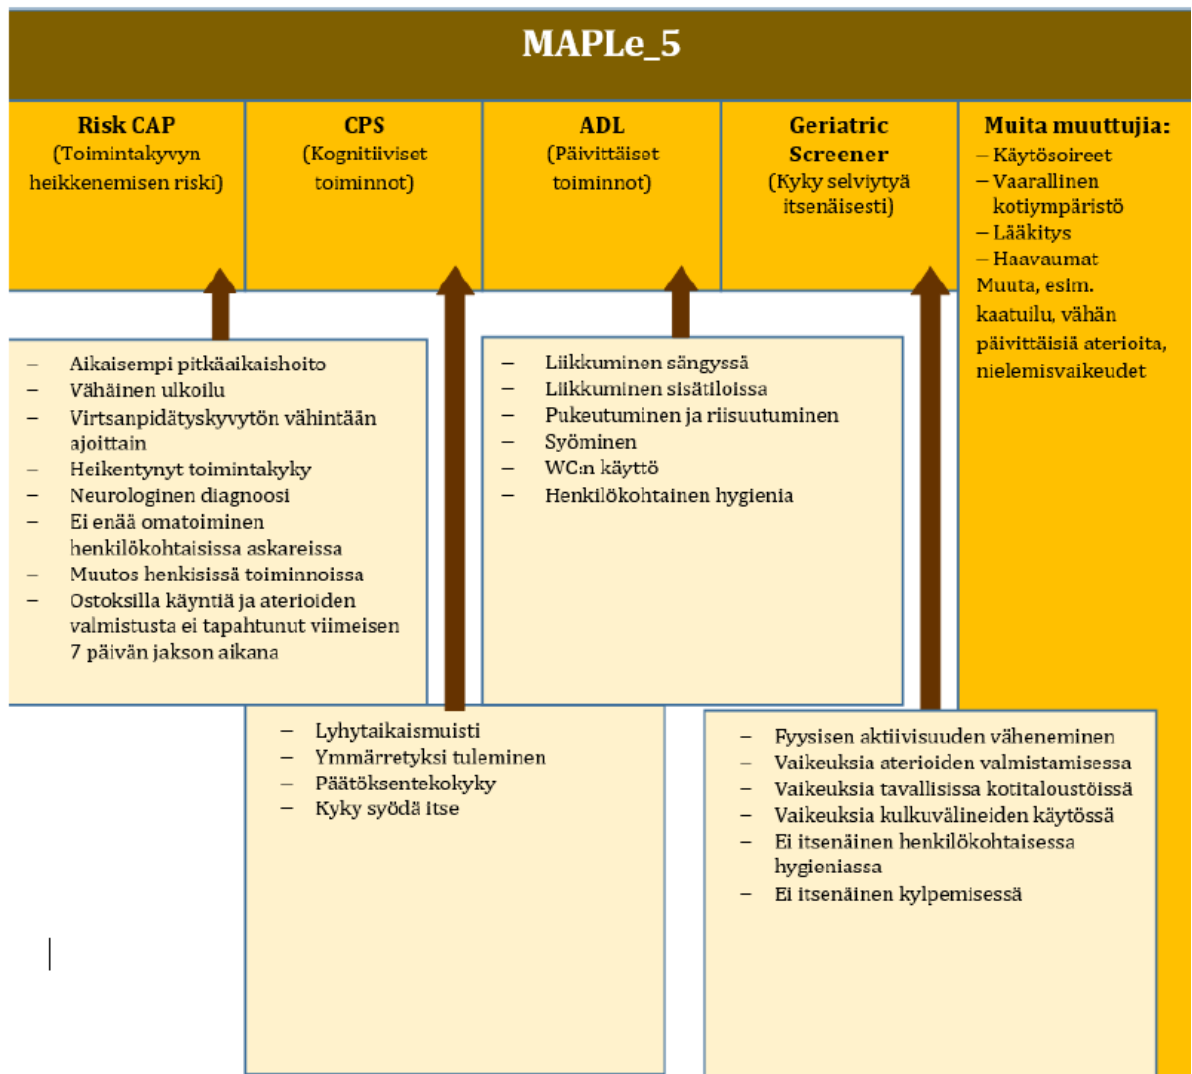 MAPLe_5
Risk CAP
(Toimintakyvyn
heikkenemisen riski)
CPS
(Kognitiiviset
toiminnot)
ADL
(Päivittäiset
toiminnot)
Geriatric
Screener
(Kyky selviytyä
itsenäisesti)
Muita muuttujia:
– Käytösoireet
– Vaarallinen
kotiympäristö
– Lääkitys
– Haavaumat
Muuta, esim.
kaatuilu, vähän
päivittäisiä aterioita,
nielemisvaikeudet
– Aikaisempi pitkäaikaishoito
– Vähäinen ulkoilu
– Virtsanpidätyskyvytön vähintään
ajoittain
– Heikentynyt toimintakyky
– Neurologinen diagnoosi
– Ei enää omatoiminen
henkilökohtaisissa askareissa
– Muutos henkisissä toiminnoissa
– Ostoksilla käyntiä ja aterioiden
valmistusta ei tapahtunut viimeisen
7 päivän jakson aikana
– Liikkuminen sängyssä
– Liikkuminen sisätiloissa
– Pukeutuminen ja riisuutuminen
– Syöminen
– WC:n käyttö
– Henkilökohtainen hygienia
– Lyhytaikaismuisti
– Ymmärretyksi tuleminen
– Päätöksentekokyky
– Kyky syödä itse
– Fyysisen aktiivisuuden väheneminen
– Vaikeuksia aterioiden valmistamisessa
– Vaikeuksia tavallisissa kotitaloustöissä
– Vaikeuksia kulkuvälineiden käytössä
– Ei itsenäinen henkilökohtaisessa
hygieniassa
– Ei itsenäinen kylpemisessä